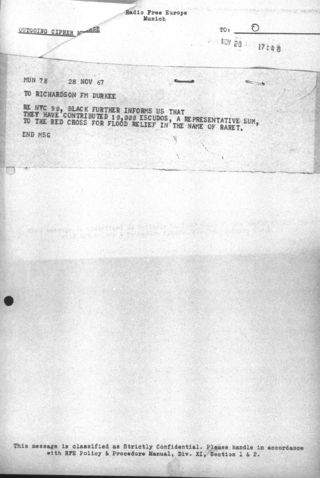 Radio Free Europe
Munich
OUTGOING CIPHER
TO:
NOV 28 17:48
MUN 78 28 NOV 67
TO RICHARDSON FM DURKEE
RE NYC 59, BLACK FURTHER INFORMS US THAT
THEY HAVE CONTRIBUTED 10,000 ESCUDOS, A REPRESENTATIVE SUM,
TO THE RED CROSS FOR FLOOD RELIEF IN THE NAME OF RARET.
END MSG
This message is classified as Strictly Confidential. Please handle in accordance
with RFE Policy & Procedure Manual, Div. XI, Section 1 & 2.